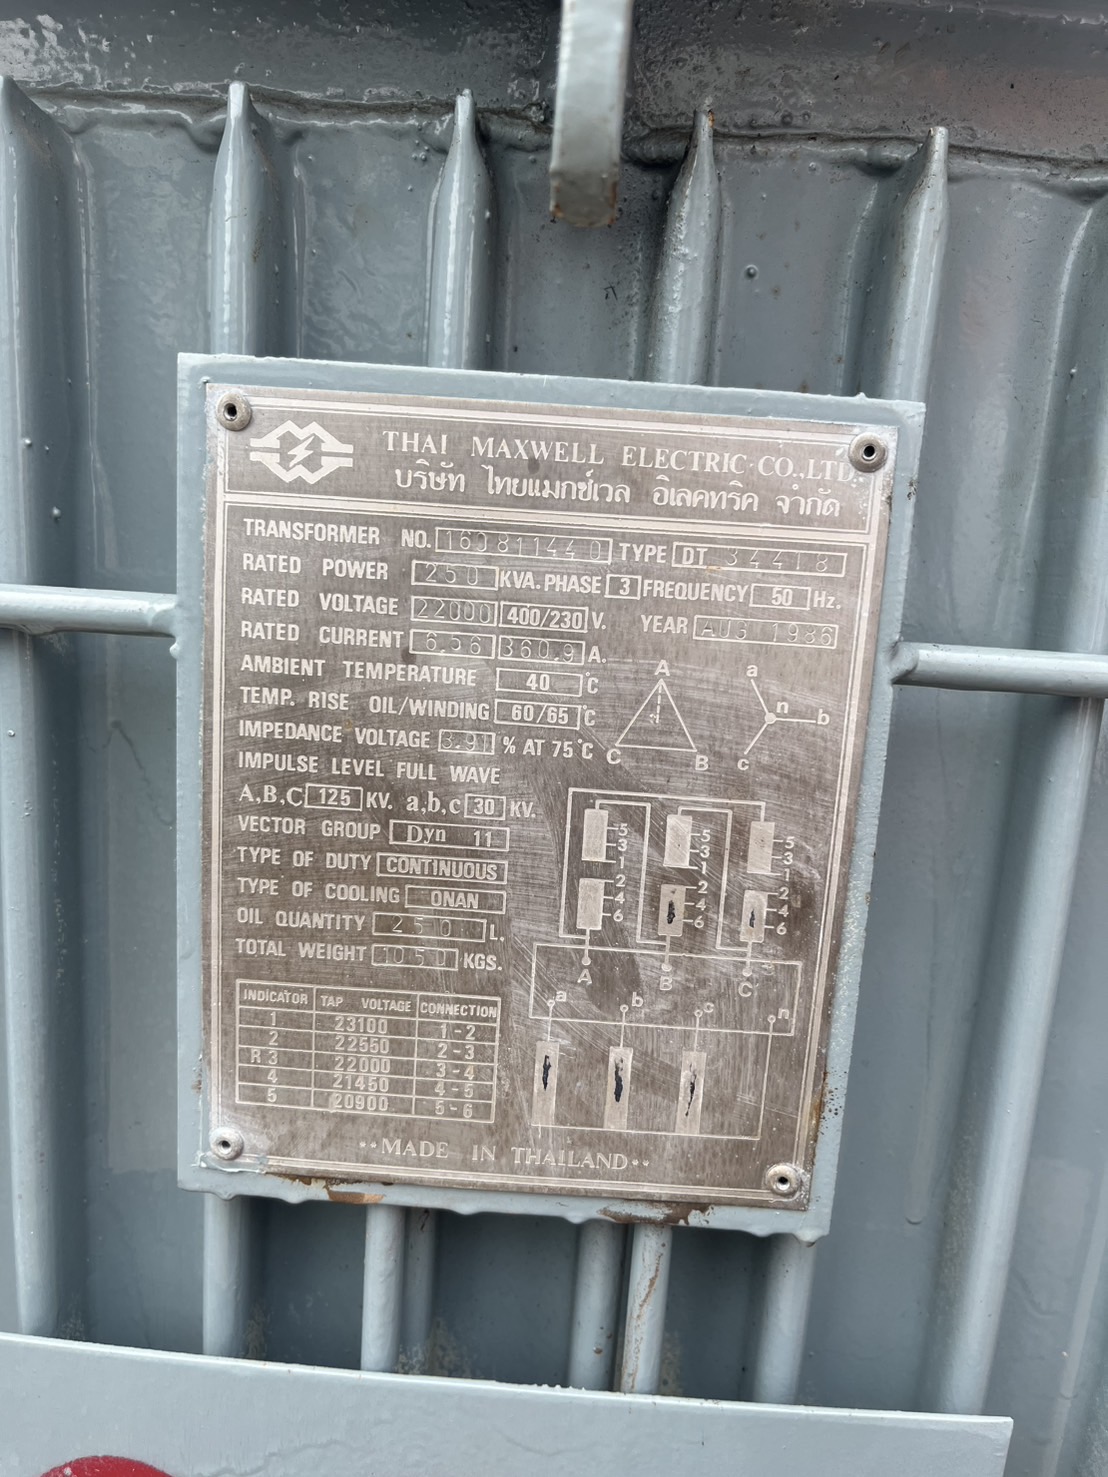 THAI MAXWELL ELECTRIC CO.,LTD.
บริษัท ไทยแมกซ์เวล อิเลคทริค จำกัด
TRANSFORMER NO. 160811440 TYPE DT 34418
RATED POWER 250 KVA. PHASE 3 FREQUENCY 50 Hz.
RATED VOLTAGE 22000 400/230 V. YEAR AUG 1986
RATED CURRENT 6.56 360.9 A.
AMBIENT TEMPERATURE 40 °C
TEMP. RISE OIL/WINDING 60/65 °C
IMPEDANCE VOLTAGE % AT 75°C
IMPULSE LEVEL FULL WAVE
A,B,C 125 KV. a,b,c 30 KV.
VECTOR GROUP Dyn 11
TYPE OF DUTY CONTINUOUS
TYPE OF COOLING ONAN
OIL QUANTITY 250 L.
TOTAL WEIGHT 1050 KGS.
INDICATOR TAP VOLTAGE CONNECTION
1 23100 1-2
2 22550 2-3
R 3 22000 3-4
4 21450 4-5
5 20900 5-6
A a
n b
C B c
5 5 5
3 3 3
1 1 1
2 2 2
4 4 4
6 6 6
A B C
a b c n
••MADE IN THAILAND••